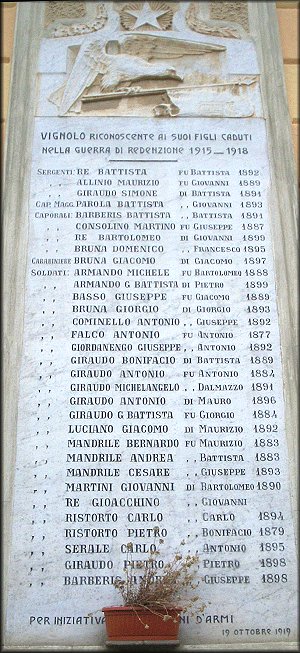 VIGNOLO RICONOSCENTE AI SUOI FIGLI CADUTI
NELLA GUERRA DI REDENZIONE 1915-1918
SERGENTI: RE BATTISTA FU BATTISTA 1892
,, ALLINIO MAURIZIO FU GIOVANNI 1889
,, GIRAUDO SIMONE DI BATTISTA 1891
CAP. MAGG. PAROLA BATTISTA ,, GIOVANNI 1893
CAPORALI: BARBERIS BATTISTA ,, BATTISTA 1891
,, CONSOLINO MARTINO FU GIUSEPPE 1887
,, RE BARTOLOMEO DI GIOVANNI 1899
,, BRUNA DOMENICO ,, FRANCESCO 1895
CARABINIERE BRUNA GIACOMO DI GIACOMO 1897
SOLDATI: ARMANDO MICHELE FU BARTOLOMEO 1888
,, ARMANDO G BATTISTA DI PIETRO 1899
,, BASSO GIUSEPPE FU GIACOMO 1889
,, BRUNA GIORGIO DI GIORGIO 1893
,, COMINELLO ANTONIO ,, GIUSEPPE 1892
,, FALCO ANTONIO FU ANTONIO 1877
,, GIORDANENGO GIUSEPPE ,, ANTONIO 1892
,, GIRAUDO BONIFACIO DI BATTISTA 1889
,, GIRAUDO ANTONIO FU ANTONIO 1884
,, GIRAUDO MICHELANGELO ,, DALMAZZO 1891
,, GIRAUDO ANTONIO DI MAURO 1896
,, GIRAUDO G BATTISTA FU GIORGIO 1884
,, LUCIANO GIACOMO DI MAURIZIO 1892
,, MANDRILE BERNARDO FU MAURIZIO 1883
,, MANDRILE ANDREA ,, BATTISTA 1883
,, MANDRILE CESARE ,, GIUSEPPE 1893
,, MARTINI GIOVANNI DI BARTOLOMEO 1890
,, RE GIOACCHINO ,, GIOVANNI
,, RISTORTO CARLO ,, CARLO 1894
,, RISTORTO PIETRO ,, BONIFACIO 1879
,, SERALE CARLO ,, ANTONIO 1895
,, GIRAUDO PIETRO ,, PIETRO 1898
,, BARBERIS ,, GIUSEPPE 1898
PER INIZIATIVA D'ARMI
19 OTTOBRE 1919